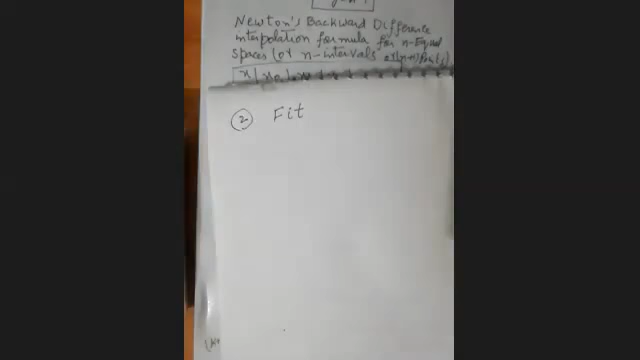 Newton's Backward Difference
interpolation formula for n-Equal
spaces (or n-intervals
② Fit